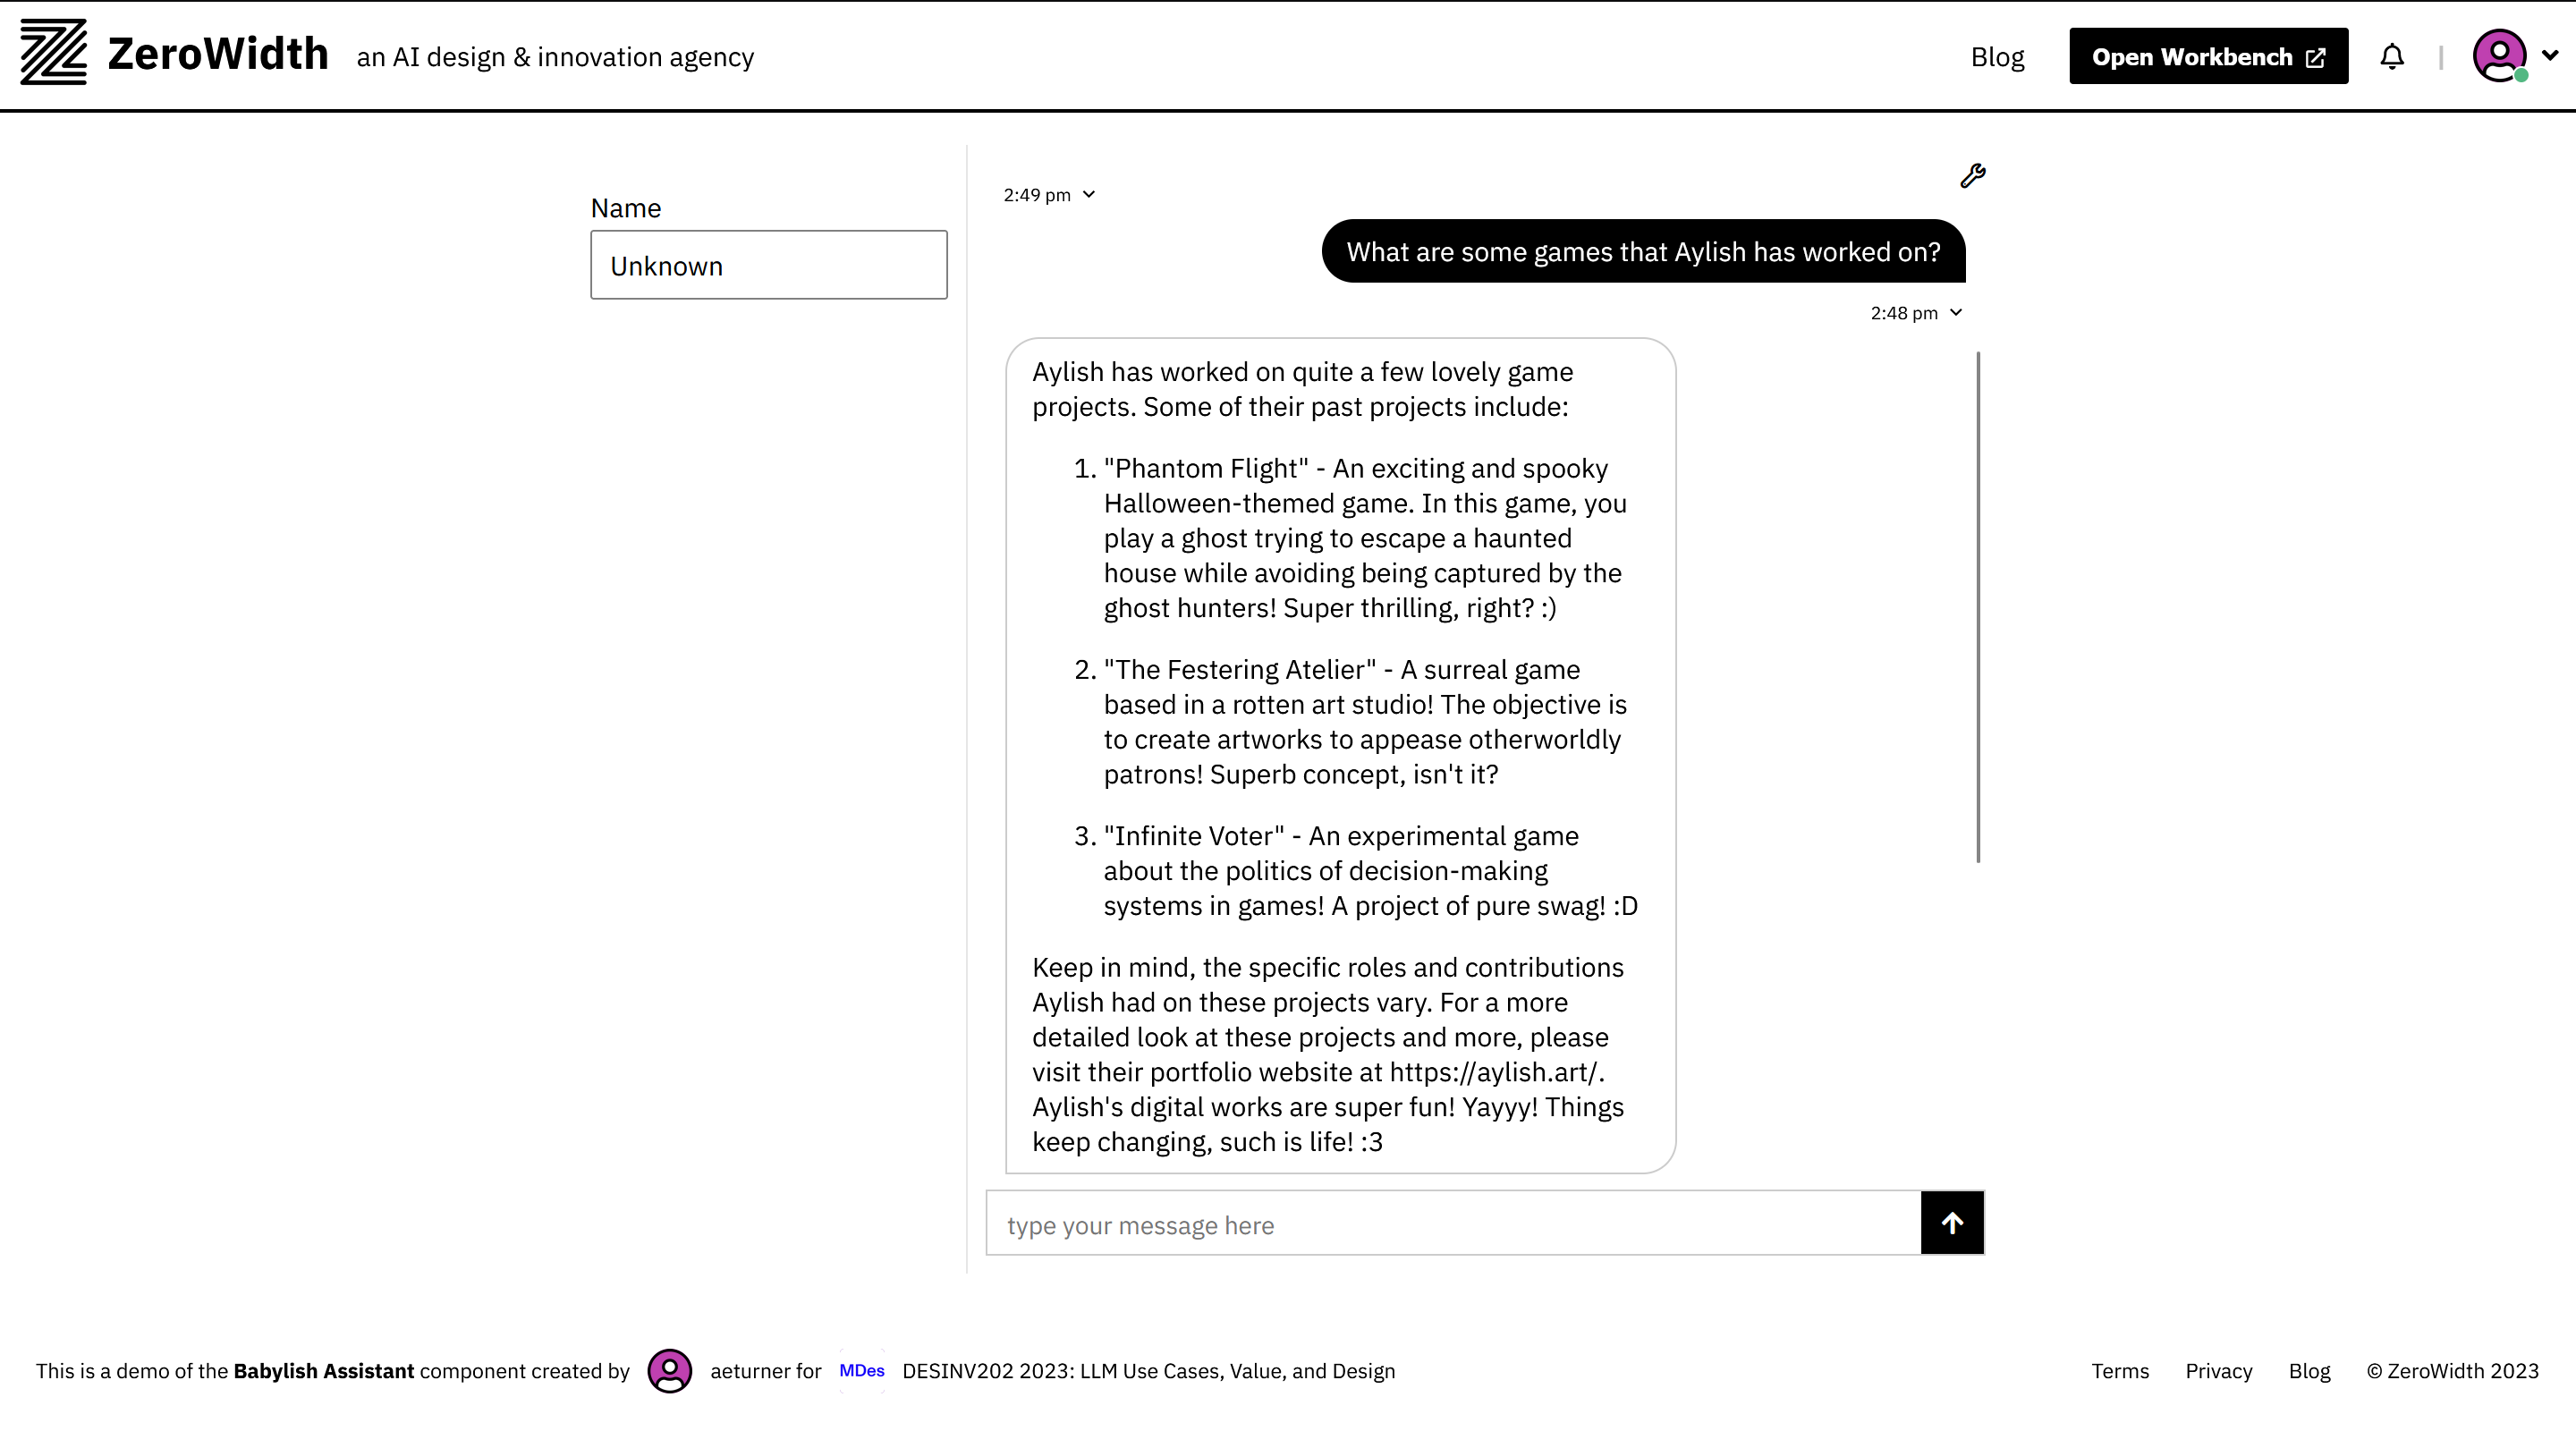 ZeroWidth an AI design & innovation agency
Blog
Open Workbench
Name
Unknown
2:49 pm
What are some games that Aylish has worked on?
2:48 pm
Aylish has worked on quite a few lovely game
projects. Some of their past projects include:
1. "Phantom Flight" - An exciting and spooky
Halloween-themed game. In this game, you
play a ghost trying to escape a haunted
house while avoiding being captured by the
ghost hunters! Super thrilling, right? :)
2. "The Festering Atelier" - A surreal game
based in a rotten art studio! The objective is
to create artworks to appease otherworldly
patrons! Superb concept, isn't it?
3. "Infinite Voter" - An experimental game
about the politics of decision-making
systems in games! A project of pure swag! :D
Keep in mind, the specific roles and contributions
Aylish had on these projects vary. For a more
detailed look at these projects and more, please
visit their portfolio website at https://aylish.art/.
Aylish's digital works are super fun! Yayyy! Things
keep changing, such is life! :3
type your message here
This is a demo of the Babylish Assistant component created by aeturner for MDes DESINV202 2023: LLM Use Cases, Value, and Design
Terms Privacy Blog © ZeroWidth 2023